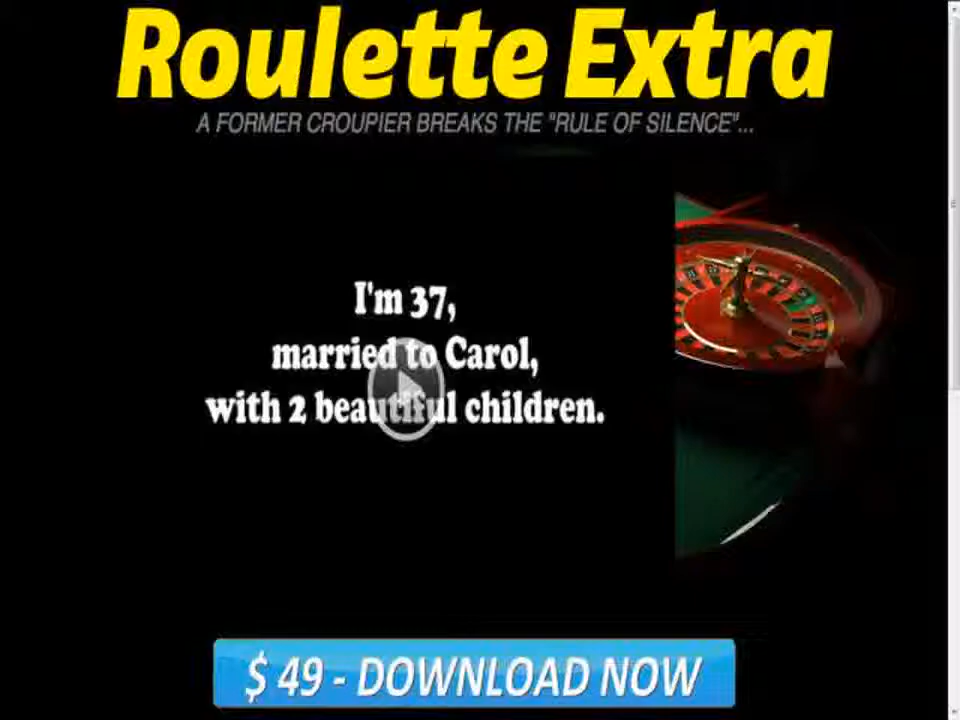 Roulette Extra
A FORMER CROUPIER BREAKS THE "RULE OF SILENCE"...
I'm 37,
married to Carol,
with 2 beautiful children.
$ 49 - DOWNLOAD NOW